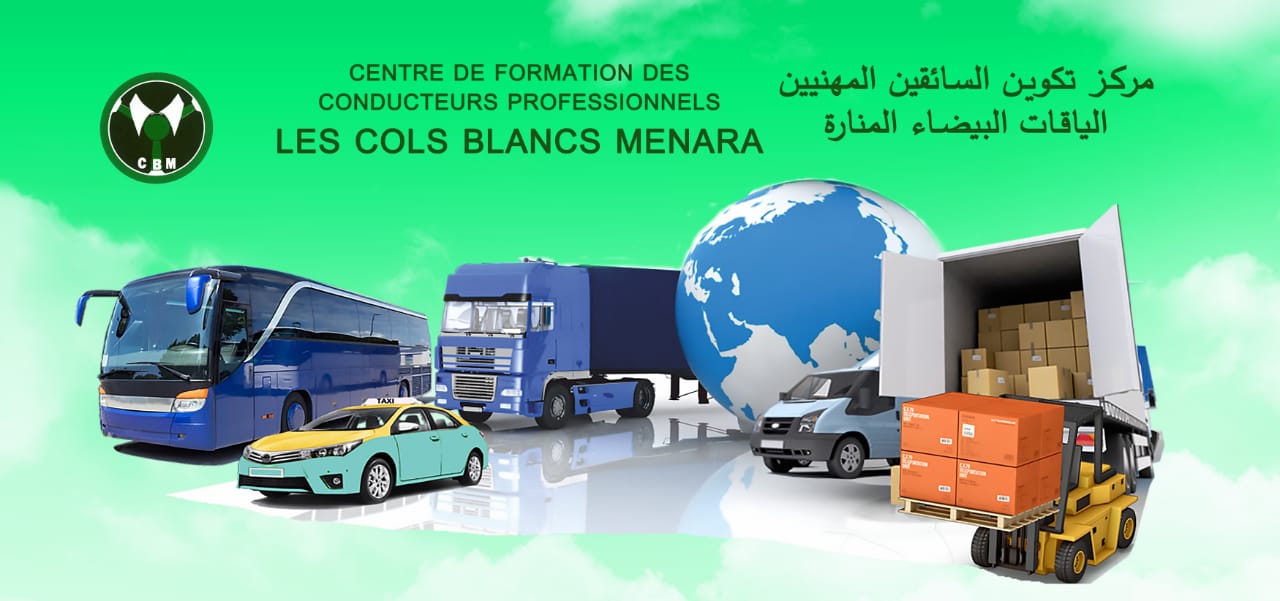 CENTRE DE FORMATION DES
CONDUCTEURS PROFESSIONNELS
LES COLS BLANCS MENARA
مركز تكوين السائقين المهنيين
الياقات البيضاء المنارة
CBM
TAXI